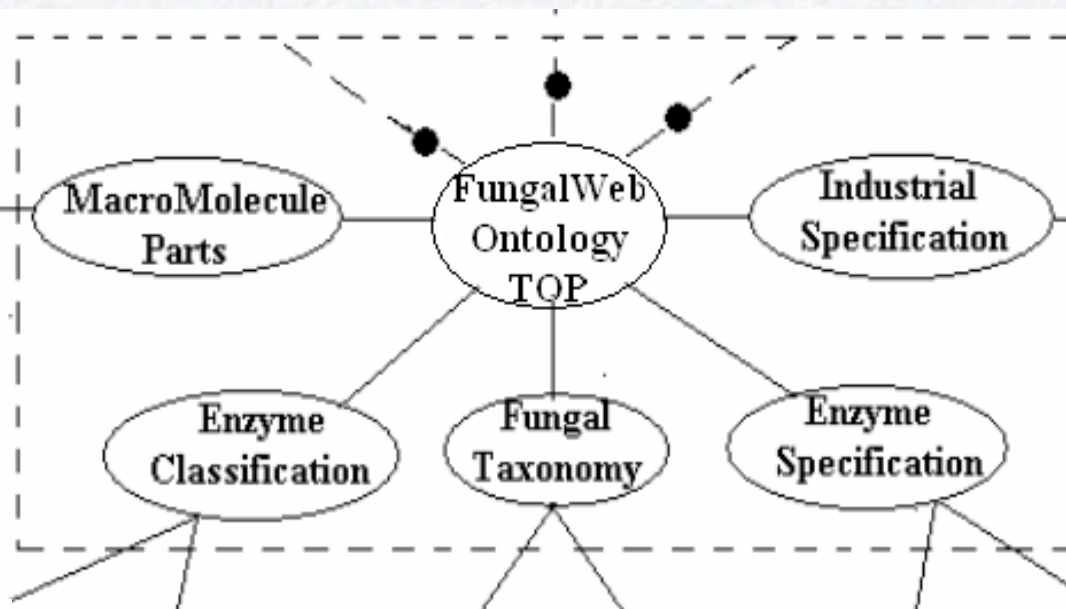 MacroMolecule
Parts
FungalWeb
Ontology
TOP
Industrial
Specification
Enzyme
Classification
Fungal
Taxonomy
Enzyme
Specification